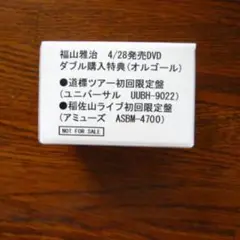 福山雅治　4/28発売DVD
ダブル購入特典(オルゴール)
●道標ツアー初回限定盤
(ユニバーサル　UUBH-9022)
●稲佐山ライブ初回限定盤
(アミューズ　ASBM-4700)
NOT FOR SALE